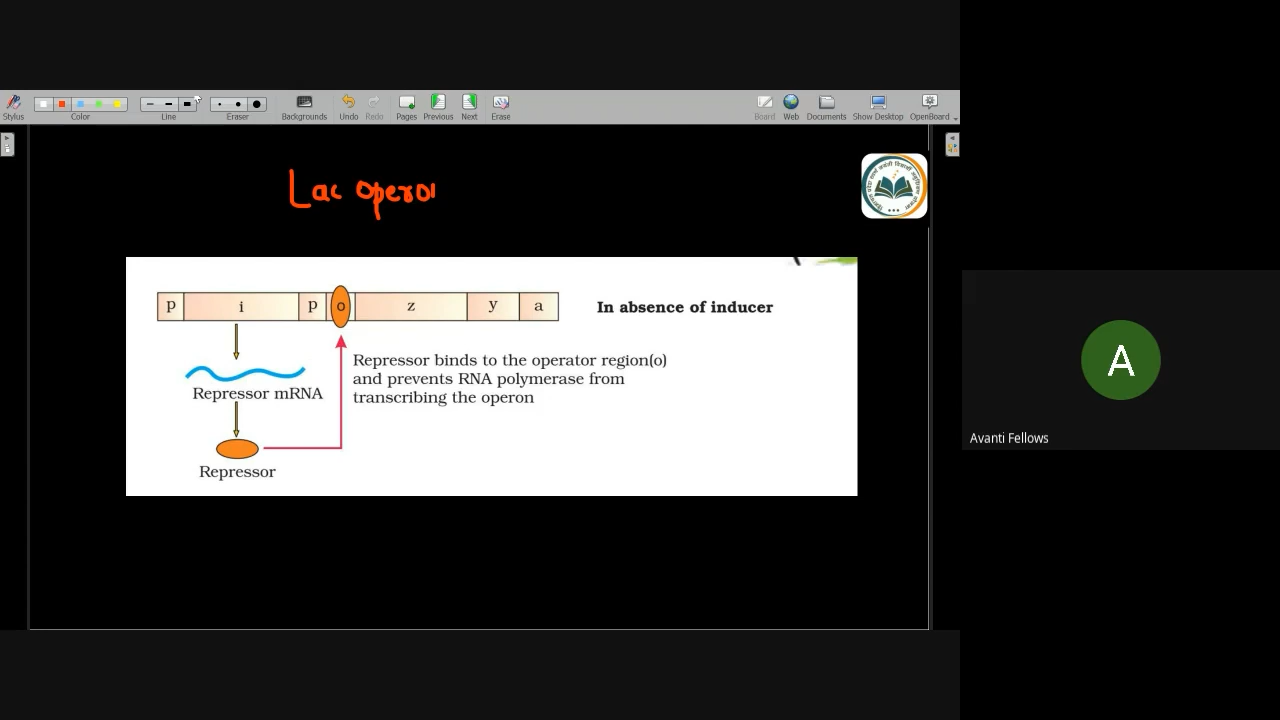 Stylus Color Line Eraser Backgrounds Undo Redo Pages Previous Next Erase Board Web Documents Show Desktop OpenBoard
Lac operon
p i p o z y a In absence of inducer
Repressor binds to the operator region(o)
and prevents RNA polymerase from
transcribing the operon
Repressor mRNA
Repressor
A
Avanti Fellows